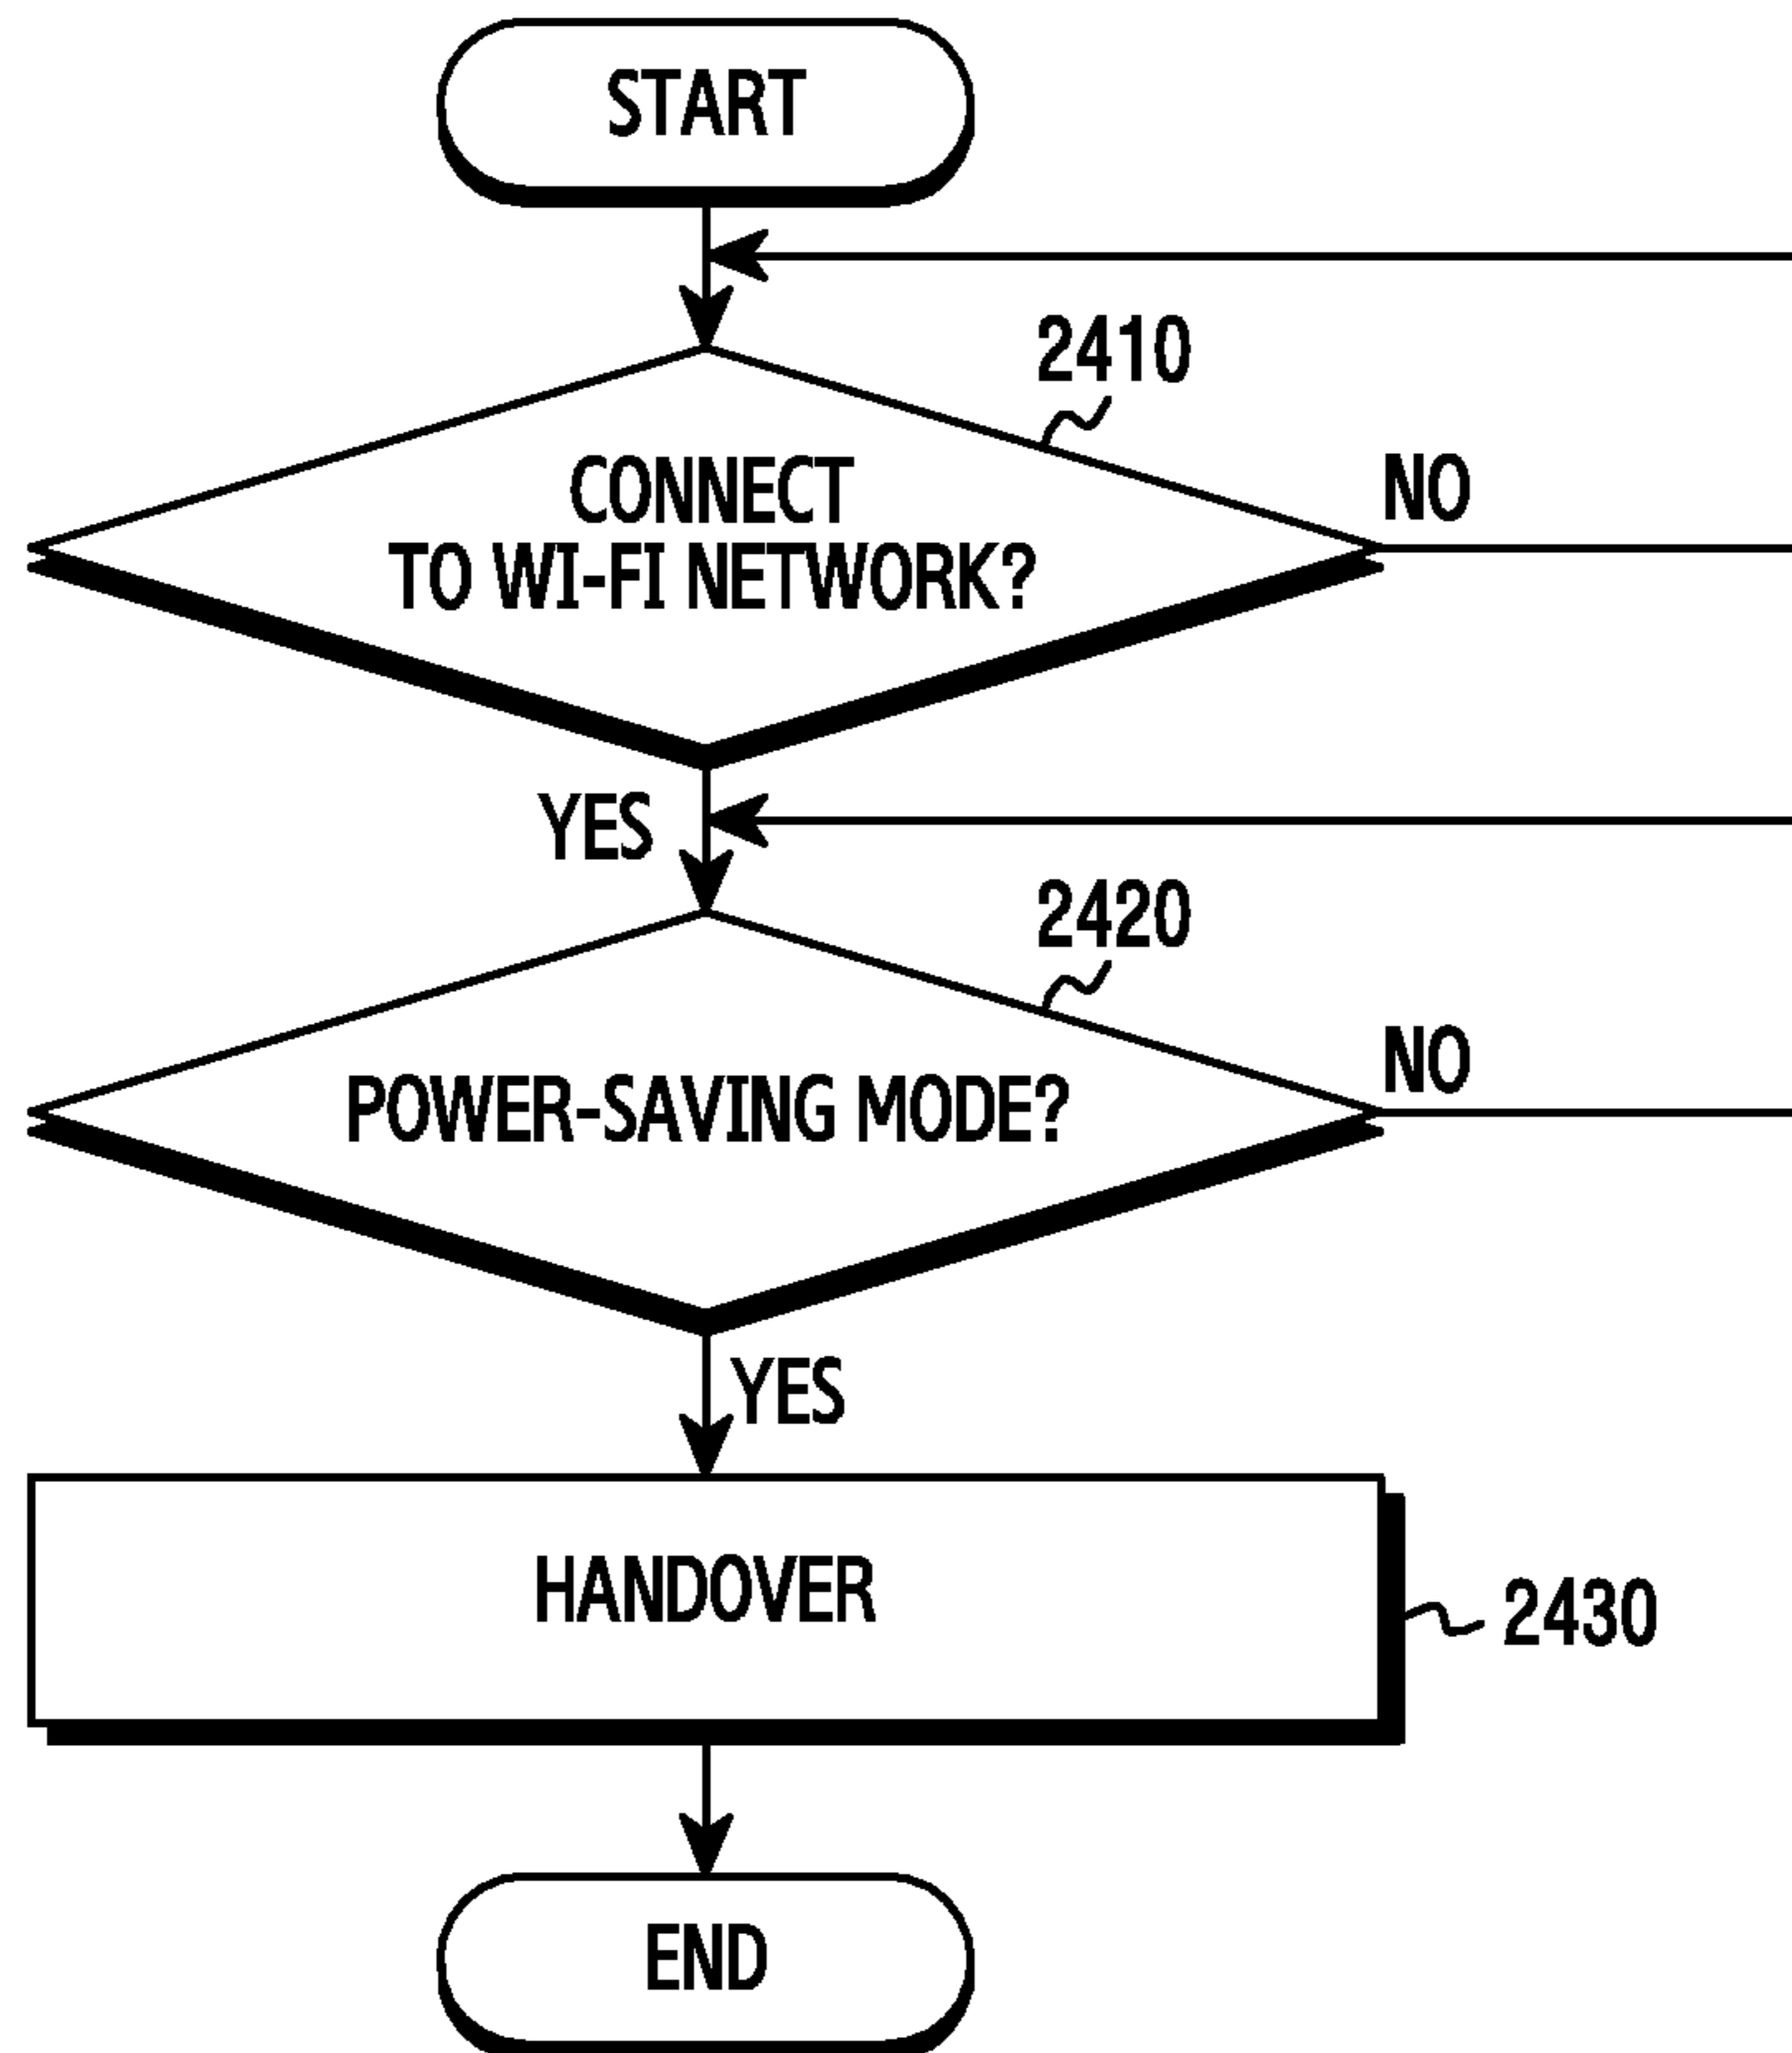 START
2410
CONNECT
TO WI-FI NETWORK?
NO
YES
2420
POWER-SAVING MODE?
NO
YES
HANDOVER
2430
END